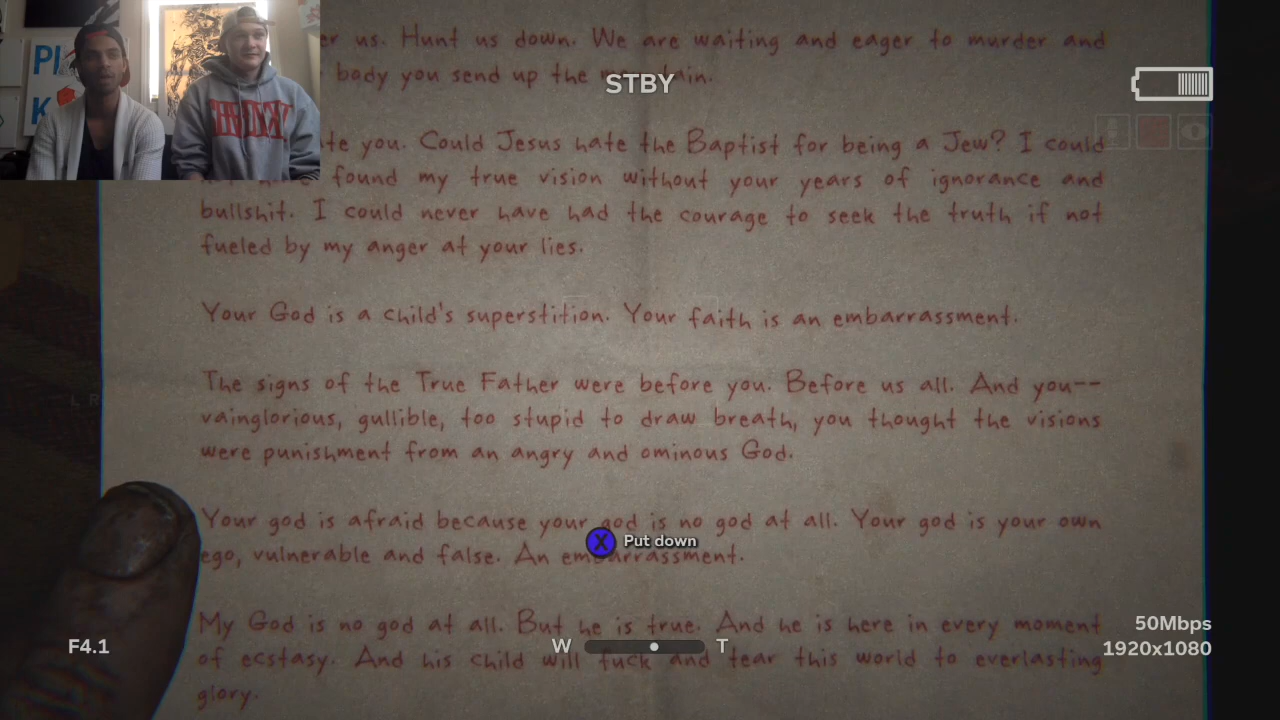 er us. Hunt us down. We are waiting and eager to murder and
body you send up the
STBY
te you. Could Jesus hate the Baptist for being a Jew? I could
found my true vision without your years of ignorance and
bullshit. I could never have had the courage to seek the truth if not
fueled by my anger at your lies.
Your God is a child's superstition. Your faith is an embarrassment.
The signs of the True Father were before you. Before us all. And you--
vainglorious, gullible, too stupid to draw breath, you thought the visions
were punishment from an angry and ominous God.
Your god is afraid because your god is no god at all. Your god is your own
X Put down
ego, vulnerable and false. An embarrassment.
My God is no god at all. But he is true. And he is here in every moment
of ecstasy. And his child will fuck and tear this world to everlasting
glory.
F4.1
W T
50Mbps
1920x1080
PI
K
L R